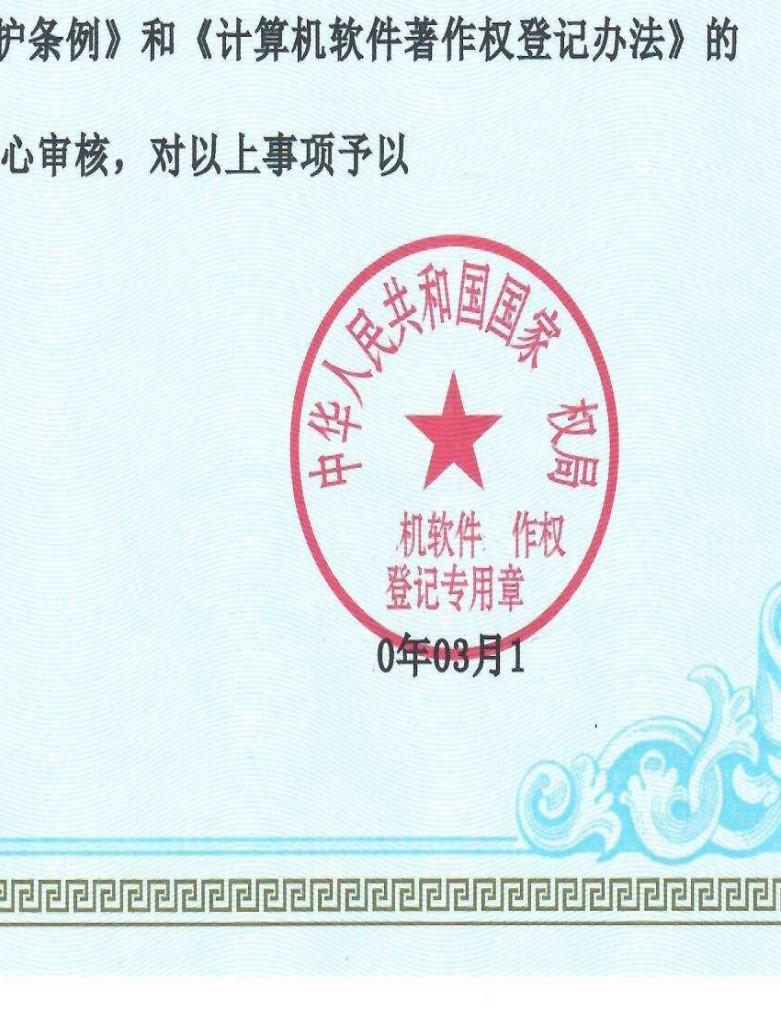 护条例》和《计算机软件著作权登记办法》的
心审核，对以上事项予以
中华人民共和国国家 权局
机软件 作权
登记专用章
0年03月1